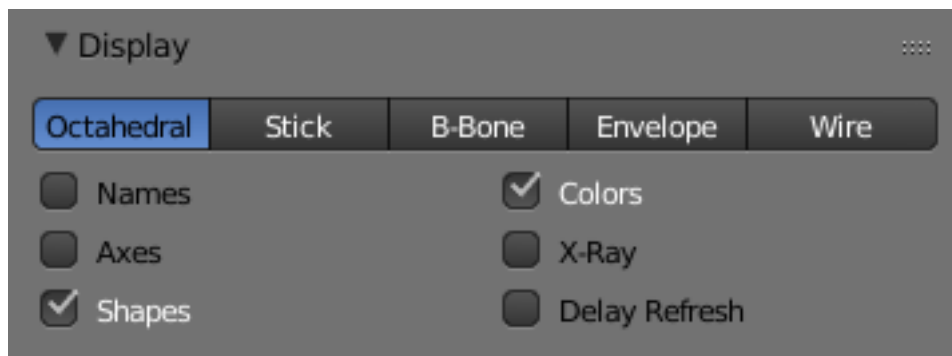 Display
Octahedral Stick B-Bone Envelope Wire
Names Colors
Axes X-Ray
Shapes Delay Refresh